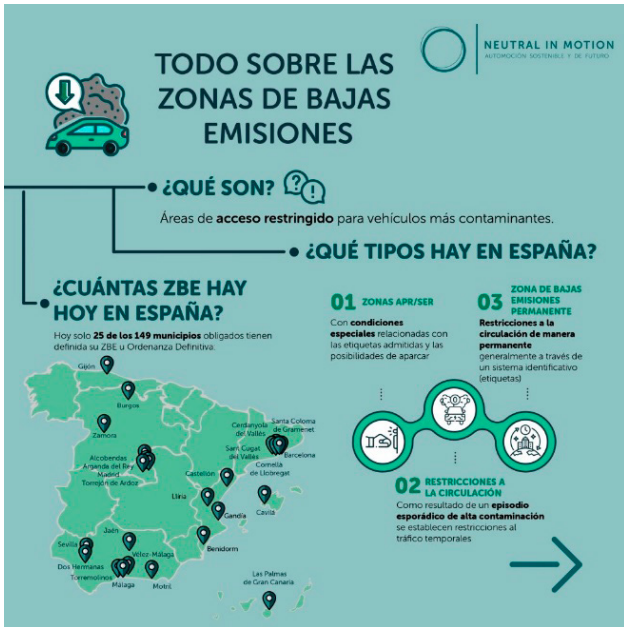 NEUTRAL IN MOTION
AUTOMOCIÓN SOSTENIBLE Y DE FUTURO
TODO SOBRE LAS
ZONAS DE BAJAS
EMISIONES
¿QUÉ SON?
Áreas de acceso restringido para vehículos más contaminantes.
¿QUÉ TIPOS HAY EN ESPAÑA?
¿CUÁNTAS ZBE HAY
HOY EN ESPAÑA?
Hoy solo 25 de los 149 municipios obligados tienen
definida su ZBE u Ordenanza Definitiva.
Gijón
Burgos
Zamora
Cerdanyola
del Vallés
Santa Coloma
de Gramenet
Sant Cugat
del Vallés
Barcelona
Cornella
de Llobregat
Alcobendas
Arganda del Rey
Madrid
Torrejón de Ardoz
Castellón
Llíria
Gandía
Cavia
Benidorm
Jaén
Sevilla
Vélez-Málaga
Dos Hermanas
Torremolinos
Málaga
Motril
Las Palmas
de Gran Canaria
01 ZONAS APR/SER
Con condiciones
especiales relacionadas con
las etiquetas admitidas y las
posibilidades de aparcar
03 ZONA DE BAJAS
EMISIONES
PERMANENTE
Restricciones a la
circulación de manera
permanente
generalmente a través de
un sistema identificativo
(etiquetas)
02 RESTRICCIONES A
LA CIRCULACIÓN
Como resultado de un episodio
esporádico de alta contaminación
se establecen restricciones al
tráfico temporales